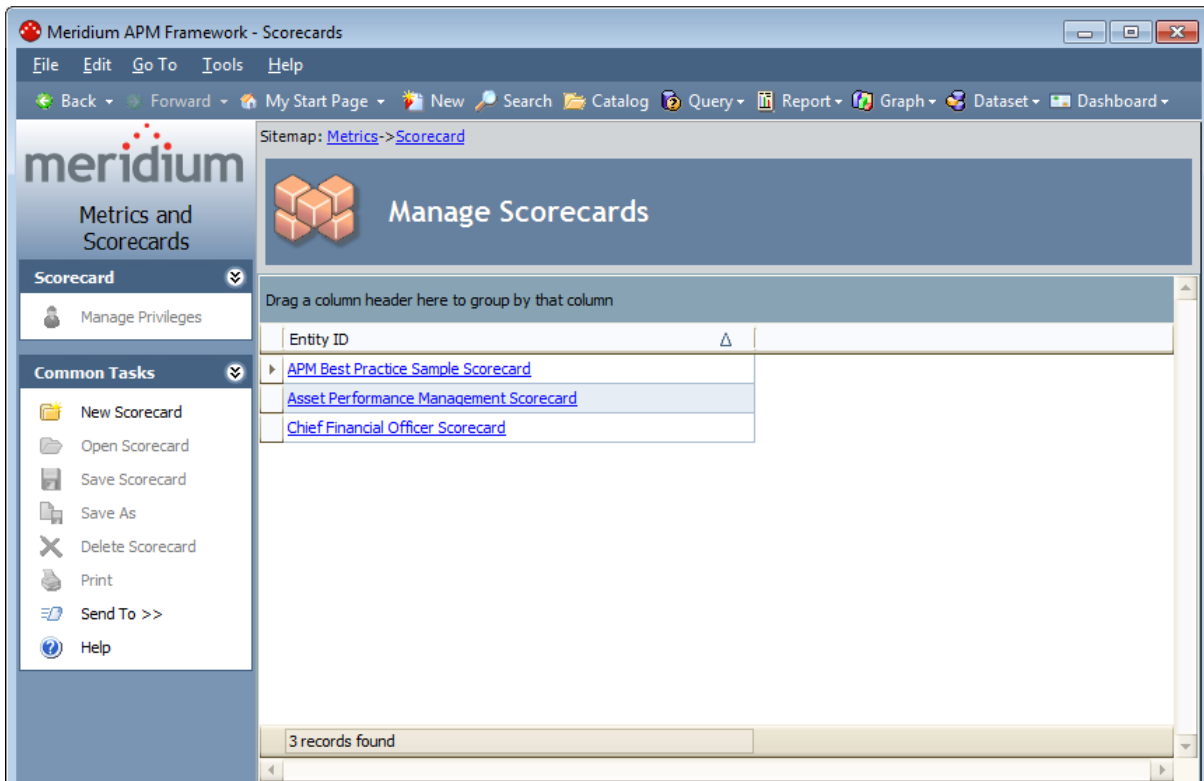 Meridium APM Framework - Scorecards
File Edit Go To Tools Help
Back Forward My Start Page New Search Catalog Query Report Graph Dataset Dashboard
meridium
Metrics and
Scorecards
Scorecard
Manage Privileges
Common Tasks
New Scorecard
Open Scorecard
Save Scorecard
Save As
Delete Scorecard
Print
Send To >>
Help
Sitemap: Metrics->Scorecard
Manage Scorecards
Drag a column header here to group by that column
Entity ID
APM Best Practice Sample Scorecard
Asset Performance Management Scorecard
Chief Financial Officer Scorecard
3 records found